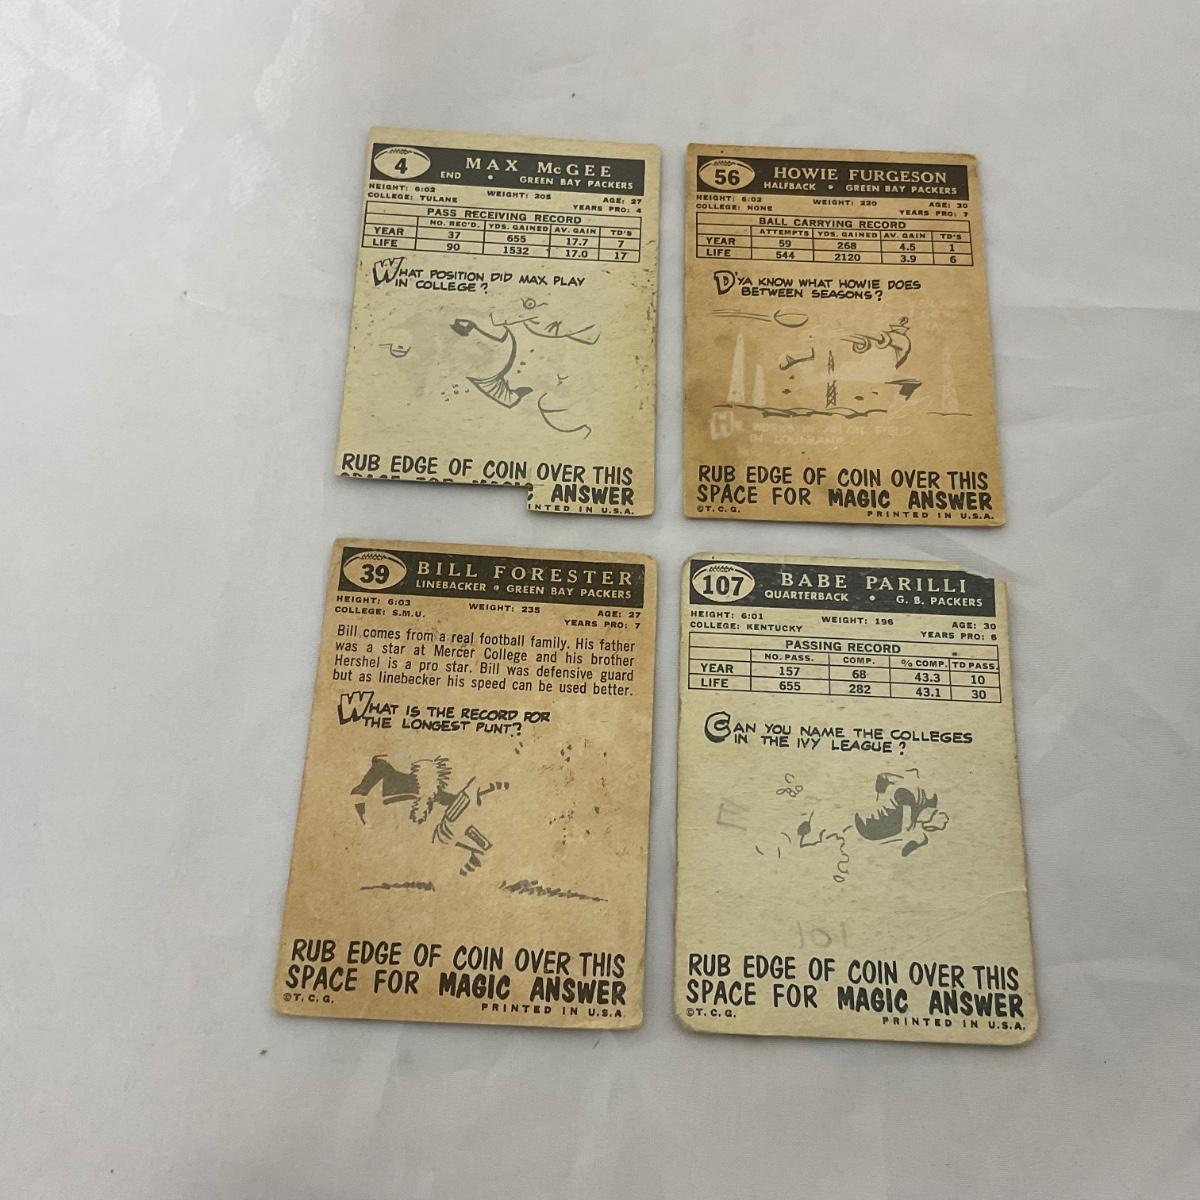 4 MAX McGEE
END • GREEN BAY PACKERS
HEIGHT: 6:02 WEIGHT: 205 AGE: 27
COLLEGE: TULANE YEARS PRO: 4
PASS RECEIVING RECORD
NO. REC'D. YDS. GAINED AV. GAIN TD'S
YEAR 37 655 17.7 7
LIFE 90 1532 17.0 17
WHAT POSITION DID MAX PLAY
IN COLLEGE?
RUB EDGE OF COIN OVER THIS
SPACE FOR MAGIC ANSWER
INTED IN U.S.A.
56 HOWIE FURGESON
HALFBACK • GREEN BAY PACKERS
HEIGHT: 6:02 WEIGHT: 220 AGE: 30
COLLEGE: NONE YEARS PRO: 7
BALL CARRYING RECORD
ATTEMPTS YDS. GAINED AV. GAIN TD'S
YEAR 59 268 4.5 1
LIFE 544 2120 3.9 6
D'YA KNOW WHAT HOWIE DOES
BETWEEN SEASONS?
HE WORKS IN AN OIL FIELD
IN LOUISIANA.
RUB EDGE OF COIN OVER THIS
SPACE FOR MAGIC ANSWER
©T.C.G. PRINTED IN U.S.A.
39 BILL FORESTER
LINEBACKER • GREEN BAY PACKERS
HEIGHT: 6:03 WEIGHT: 235 AGE: 27
COLLEGE: S.M.U. YEARS PRO: 7
Bill comes from a real football family. His father
was a star at Mercer College and his brother
Hershel is a pro star. Bill was defensive guard
but as linebacker his speed can be used better.
WHAT IS THE RECORD FOR
THE LONGEST PUNT?
RUB EDGE OF COIN OVER THIS
SPACE FOR MAGIC ANSWER
©T.C.G. PRINTED IN U.S.A.
107 BABE PARILLI
QUARTERBACK • G. B. PACKERS
HEIGHT: 6:01 WEIGHT: 196 AGE: 30
COLLEGE: KENTUCKY YEARS PRO: 6
PASSING RECORD
NO. PASS. COMP. % COMP. TD PASS.
YEAR 157 68 43.3 10
LIFE 655 282 43.1 30
CAN YOU NAME THE COLLEGES
IN THE IVY LEAGUE?
RUB EDGE OF COIN OVER THIS
SPACE FOR MAGIC ANSWER
©T.C.G. PRINTED IN U.S.A.